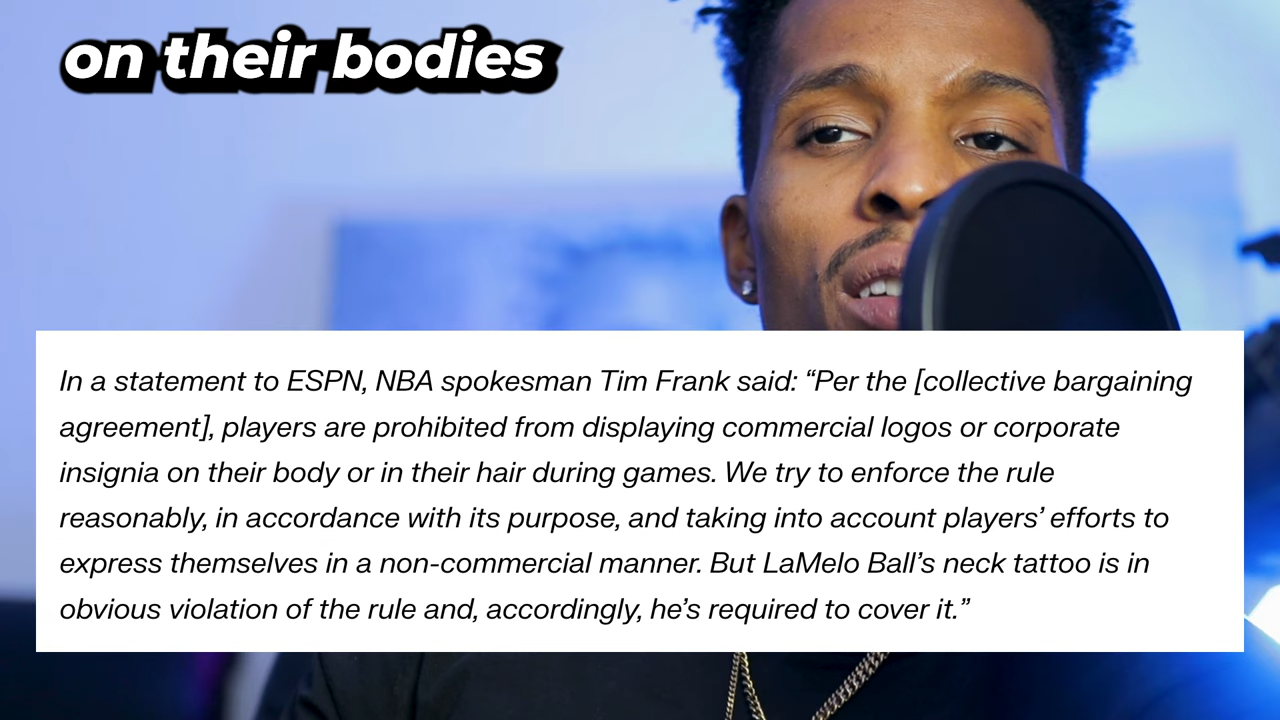 on their bodies
In a statement to ESPN, NBA spokesman Tim Frank said: “Per the [collective bargaining
agreement], players are prohibited from displaying commercial logos or corporate
insignia on their body or in their hair during games. We try to enforce the rule
reasonably, in accordance with its purpose, and taking into account players’ efforts to
express themselves in a non-commercial manner. But LaMelo Ball’s neck tattoo is in
obvious violation of the rule and, accordingly, he’s required to cover it.”